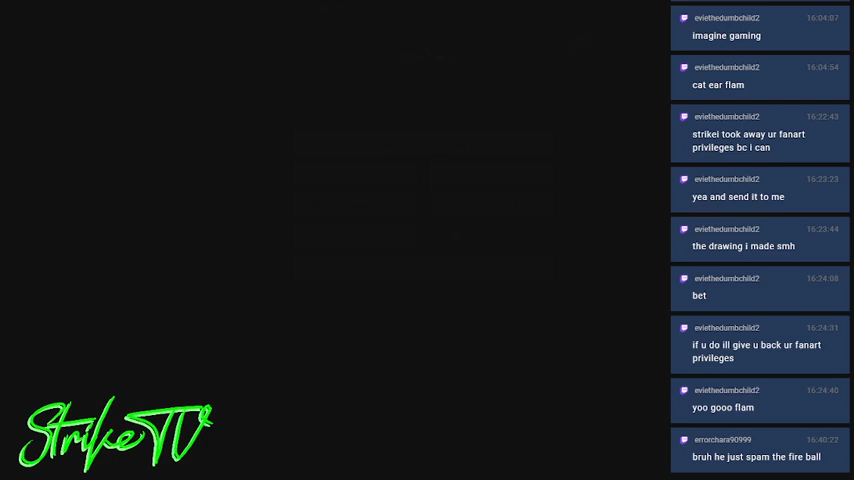 eviethedumbchild2 16:04:07
imagine gaming
eviethedumbchild2 16:04:54
cat ear flam
eviethedumbchild2 16:22:43
strikei took away ur fanart
privileges bc i can
eviethedumbchild2 16:23:23
yea and send it to me
eviethedumbchild2 16:23:44
the drawing i made smh
eviethedumbchild2 16:24:08
bet
eviethedumbchild2 16:24:31
if u do ill give u back ur fanart
privileges
eviethedumbchild2 16:24:40
yoo gooo flam
errorchara90999 16:40:22
bruh he just spam the fire ball
StrikeTV